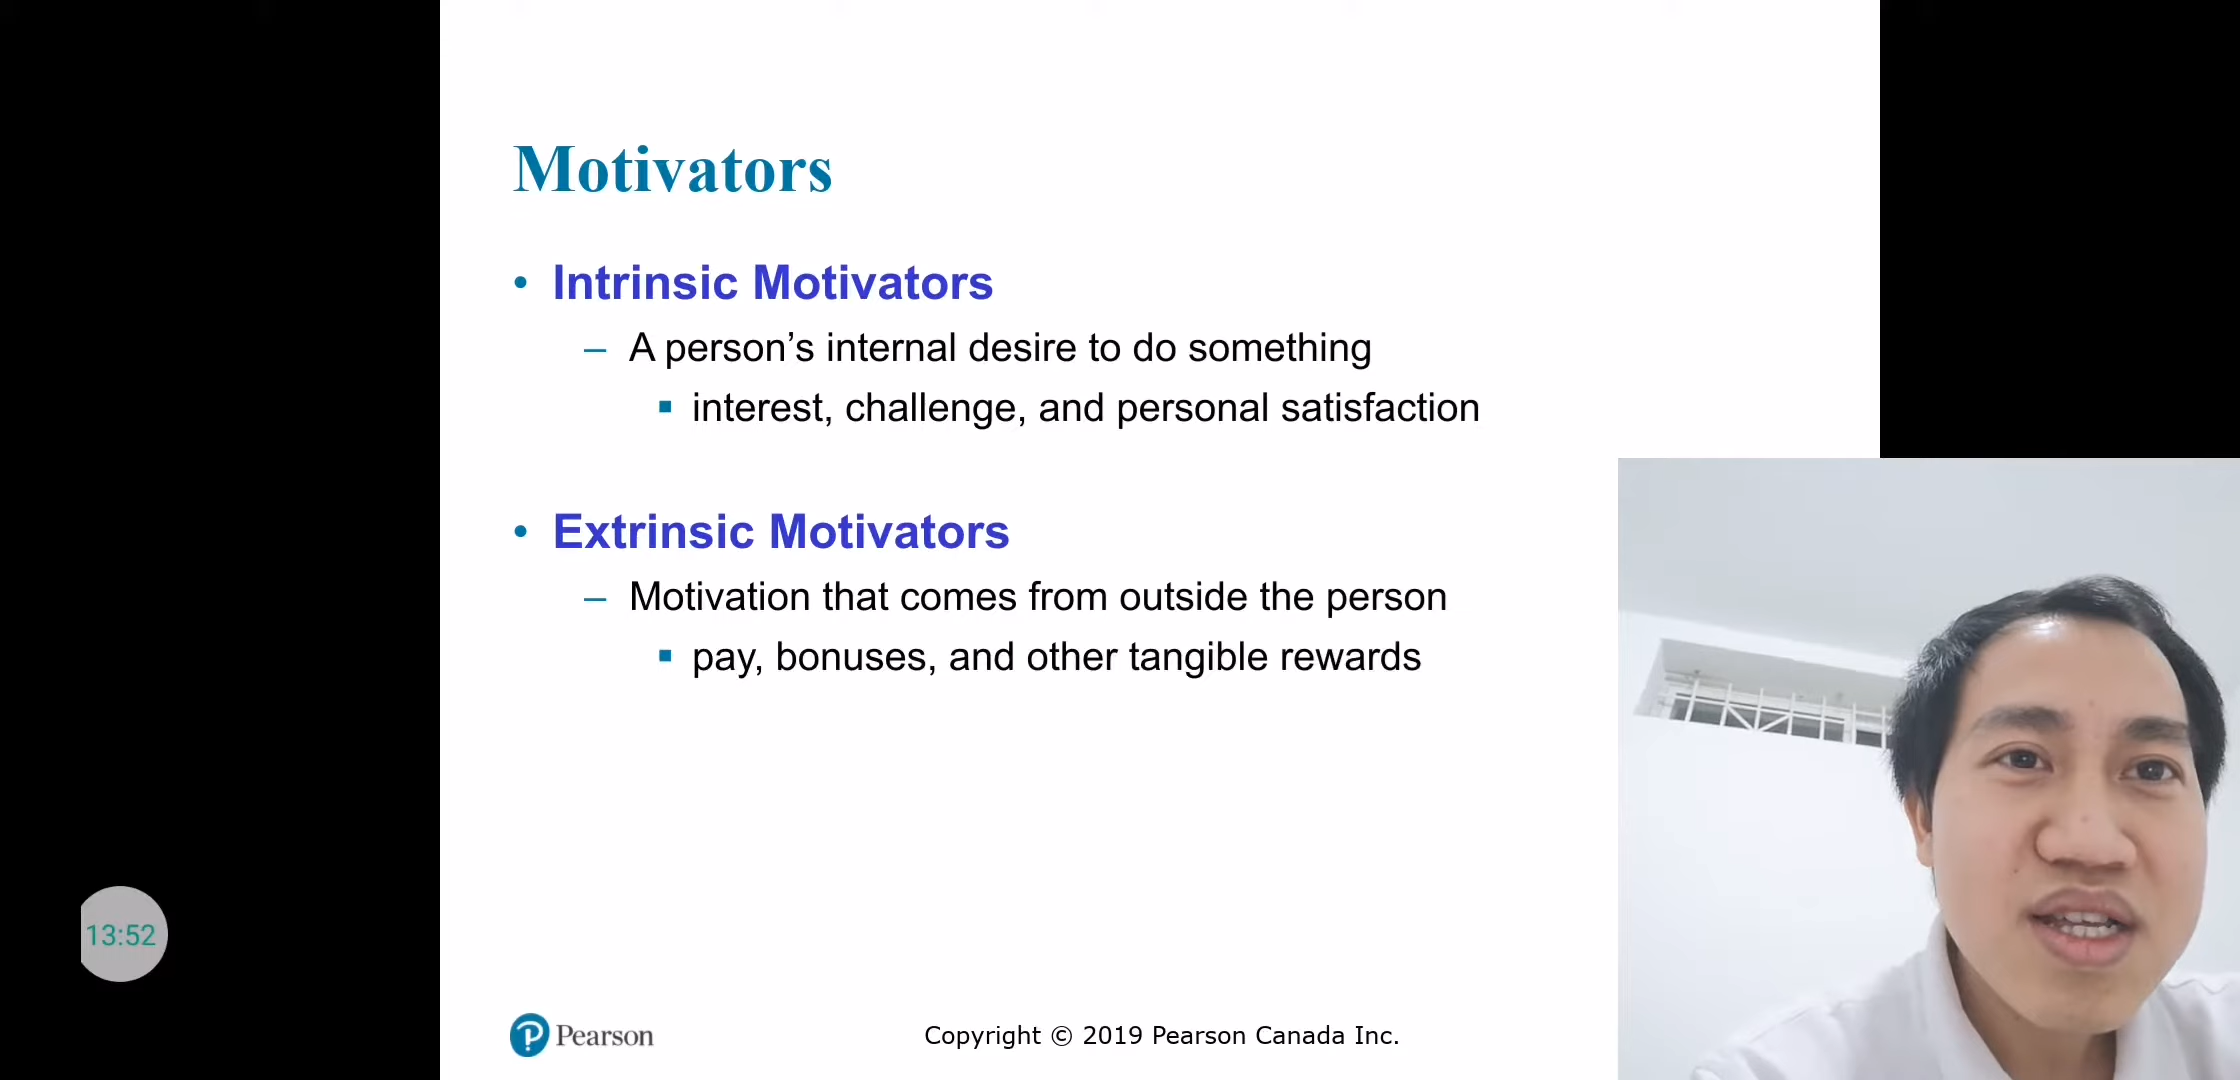 Motivators
• Intrinsic Motivators
– A person’s internal desire to do something
▪ interest, challenge, and personal satisfaction
• Extrinsic Motivators
– Motivation that comes from outside the person
▪ pay, bonuses, and other tangible rewards
13:52
Pearson
Copyright © 2019 Pearson Canada Inc.